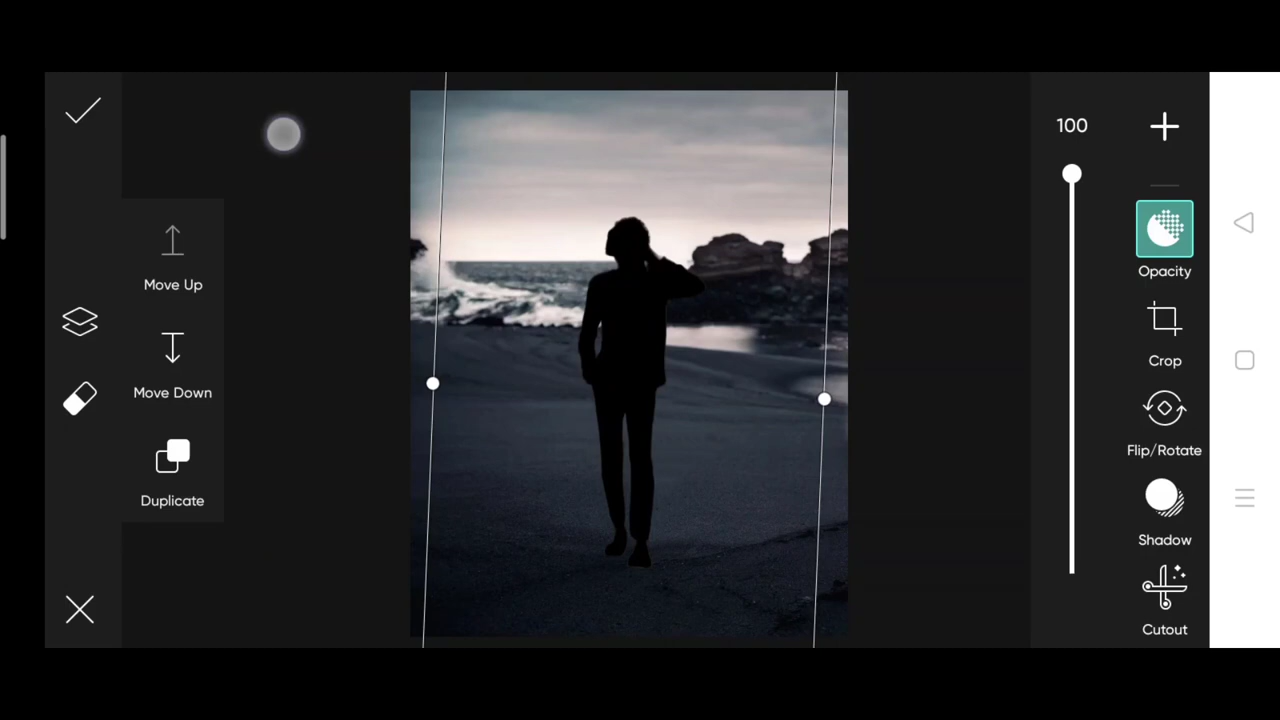 Move Up
Move Down
Duplicate
100
Opacity
Crop
Flip/Rotate
Shadow
Cutout